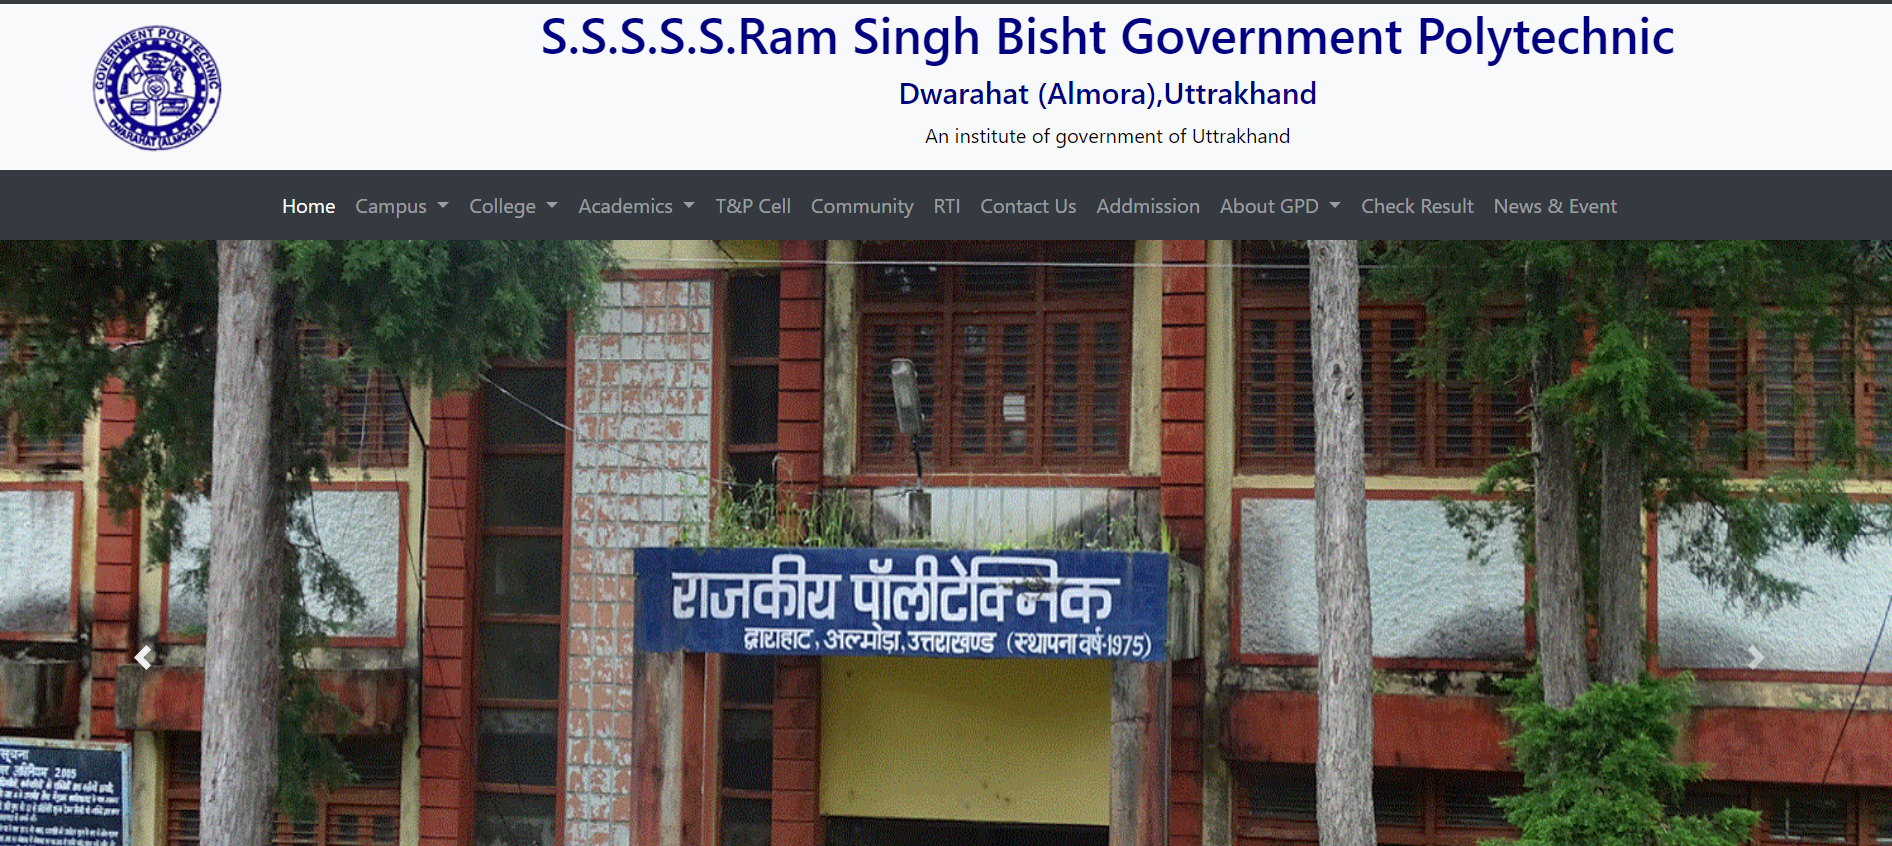 S.S.S.S.S.Ram Singh Bisht Government Polytechnic
Dwarahat (Almora),Uttrakhand
An institute of government of Uttrakhand
GOVERNMENT POLYTECHNIC
DWARAHAT (ALMORA)
Home Campus College Academics T&P Cell Community RTI Contact Us Addmission About GPD Check Result News & Event
राजकीय पॉलीटेक्निक
द्वाराहाट, अल्मोड़ा, उत्तराखण्ड (स्थापना वर्ष-1975)
सूचना
अधिनियम 2005